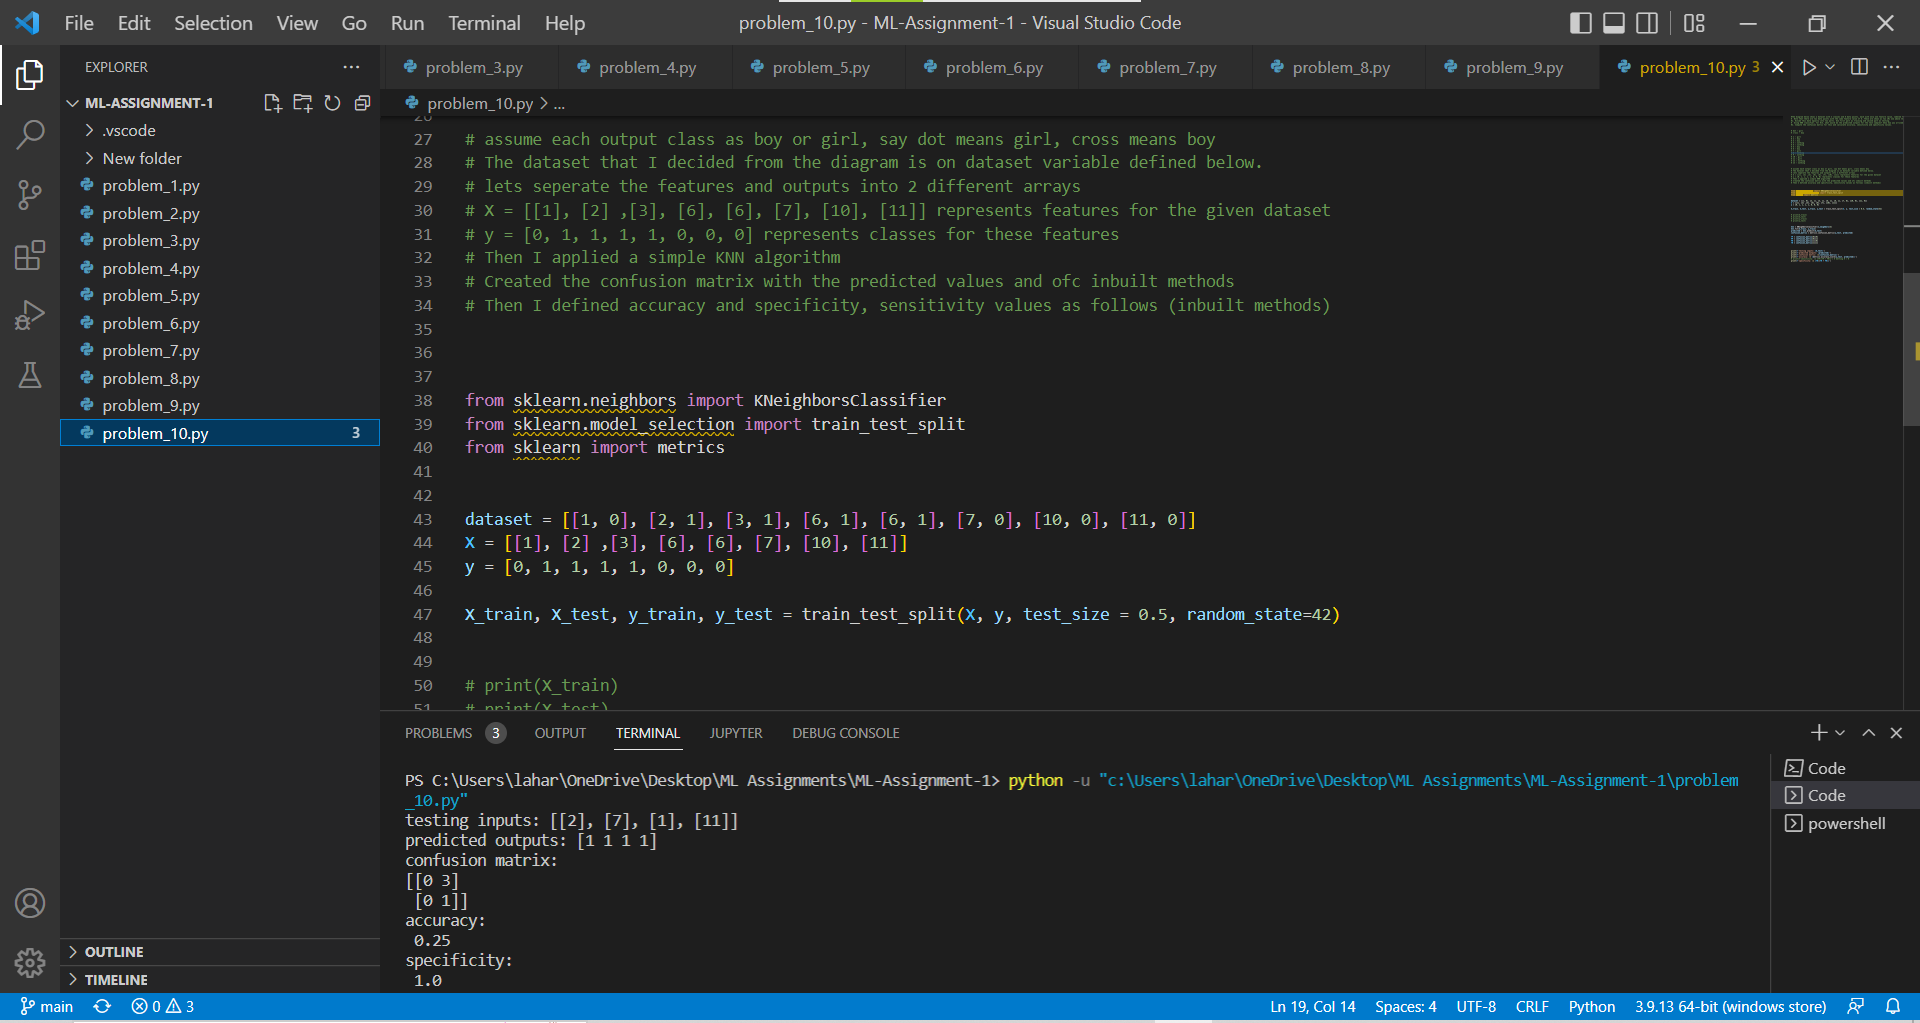 File Edit Selection View Go Run Terminal Help
problem_10.py - ML-Assignment-1 - Visual Studio Code
EXPLORER
ML-ASSIGNMENT-1
.vscode
New folder
problem_1.py
problem_2.py
problem_3.py
problem_4.py
problem_5.py
problem_6.py
problem_7.py
problem_8.py
problem_9.py
problem_10.py 3
OUTLINE
TIMELINE
problem_3.py problem_4.py problem_5.py problem_6.py problem_7.py problem_8.py problem_9.py problem_10.py 3
problem_10.py > ...
26
27 # assume each output class as boy or girl, say dot means girl, cross means boy
28 # The dataset that I decided from the diagram is on dataset variable defined below.
29 # lets seperate the features and outputs into 2 different arrays
30 # X = [[1], [2] ,[3], [6], [6], [7], [10], [11]] represents features for the given dataset
31 # y = [0, 1, 1, 1, 1, 0, 0, 0] represents classes for these features
32 # Then I applied a simple KNN algorithm
33 # Created the confusion matrix with the predicted values and ofc inbuilt methods
34 # Then I defined accuracy and specificity, sensitivity values as follows (inbuilt methods)
35
36
37
38 from sklearn.neighbors import KNeighborsClassifier
39 from sklearn.model_selection import train_test_split
40 from sklearn import metrics
41
42
43 dataset = [[1, 0], [2, 1], [3, 1], [6, 1], [6, 1], [7, 0], [10, 0], [11, 0]]
44 X = [[1], [2] ,[3], [6], [6], [7], [10], [11]]
45 y = [0, 1, 1, 1, 1, 0, 0, 0]
46
47 X_train, X_test, y_train, y_test = train_test_split(X, y, test_size = 0.5, random_state=42)
48
49
50 # print(X_train)
51 # print(X_test)
PROBLEMS 3 OUTPUT TERMINAL JUPYTER DEBUG CONSOLE
PS C:\Users\lahar\OneDrive\Desktop\ML Assignments\ML-Assignment-1> python -u "c:\Users\lahar\OneDrive\Desktop\ML Assignments\ML-Assignment-1\problem
_10.py"
testing inputs: [[2], [7], [1], [11]]
predicted outputs: [1 1 1 1]
confusion matrix:
[[0 3]
[0 1]]
accuracy:
0.25
specificity:
1.0
Code
Code
powershell
main 0 3 Ln 19, Col 14 Spaces: 4 UTF-8 CRLF Python 3.9.13 64-bit (windows store)